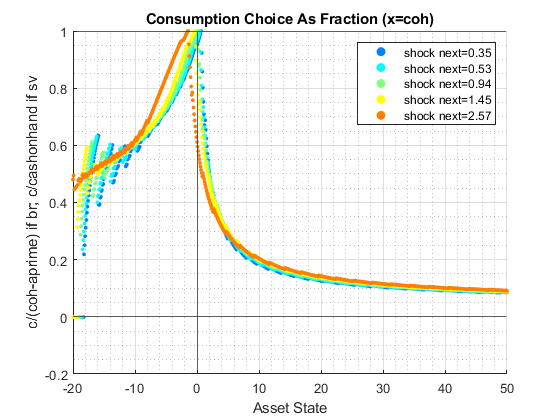 Consumption Choice As Fraction (x=coh)
c/(coh-aprime) if br; c/cashonhand if sv
1
0.8
0.6
0.4
0.2
0
-0.2
shock next=0.35
shock next=0.53
shock next=0.94
shock next=1.45
shock next=2.57
-20
-10
0
10
20
30
40
50
Asset State